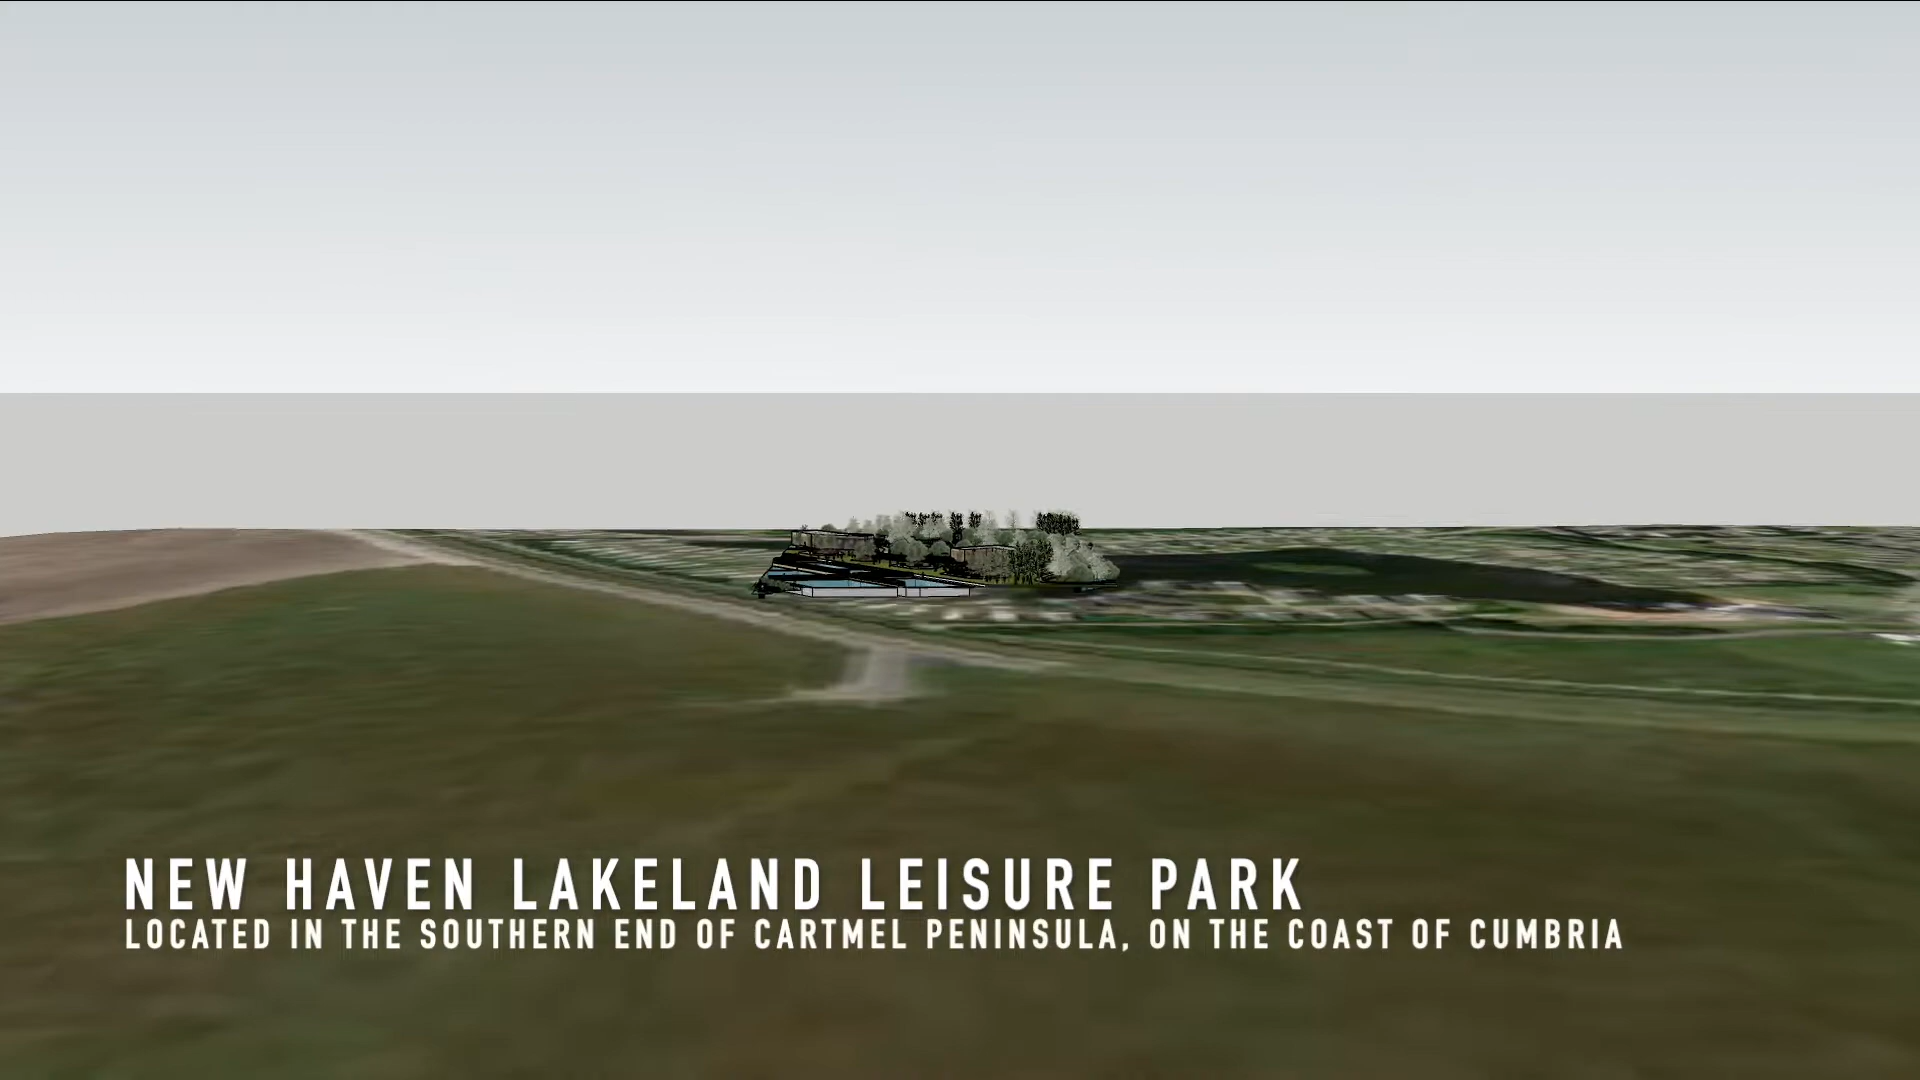 NEW HAVEN LAKELAND LEISURE PARK
LOCATED IN THE SOUTHERN END OF CARTMEL PENINSULA, ON THE COAST OF CUMBRIA